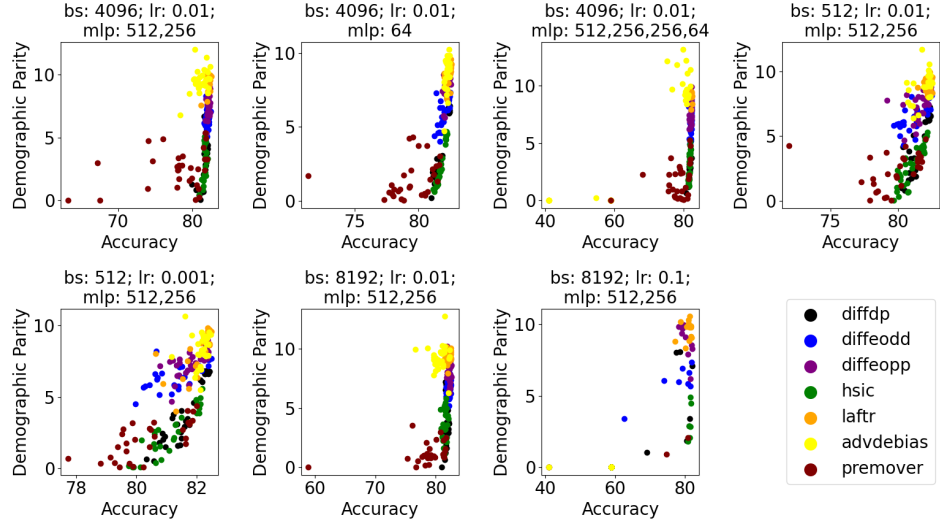 bs: 4096; lr: 0.01;
mlp: 512,256
Demographic Parity
10
5
0
70
80
Accuracy
bs: 4096; lr: 0.01;
mlp: 64
Demographic Parity
10
5
0
75
80
Accuracy
bs: 4096; lr: 0.01;
mlp: 512,256,256,64
Demographic Parity
10
5
0
40
60
80
Accuracy
bs: 512; lr: 0.01;
mlp: 512,256
Demographic Parity
10
5
0
75
80
Accuracy
bs: 512; lr: 0.001;
mlp: 512,256
Demographic Parity
10
5
0
78
80
82
Accuracy
bs: 8192; lr: 0.01;
mlp: 512,256
Demographic Parity
10
5
0
60
70
80
Accuracy
bs: 8192; lr: 0.1;
mlp: 512,256
Demographic Parity
10
5
0
40
60
80
Accuracy
diffdp
diffeodd
diffeopp
hsic
laftr
advdebias
premover